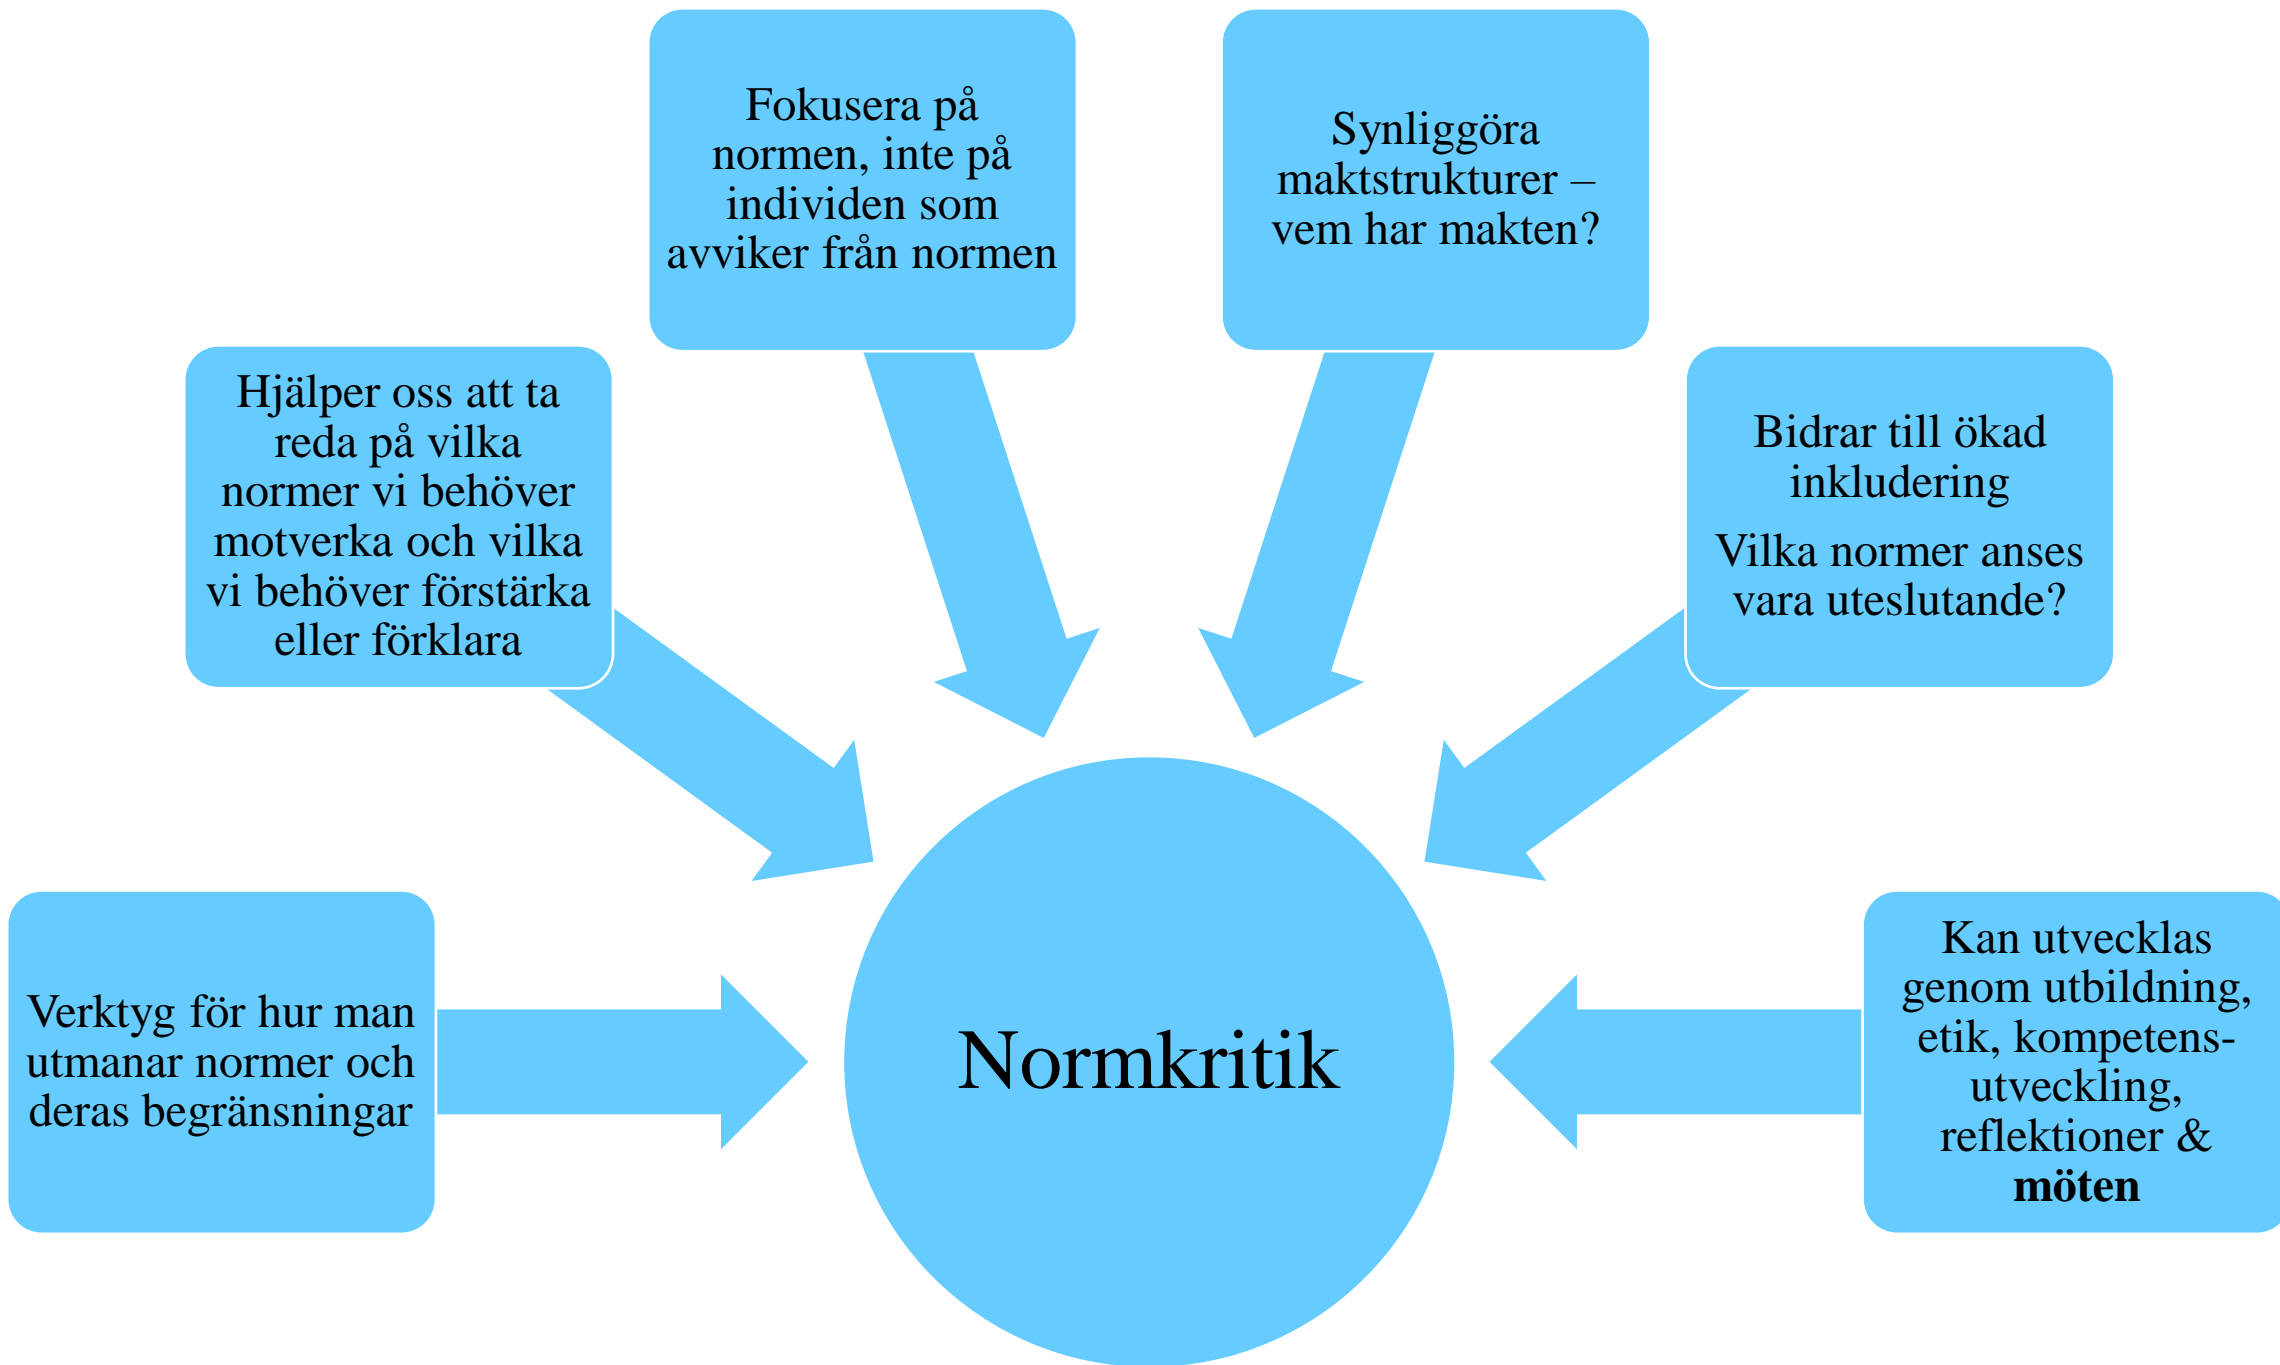 Fokusera på
normen, inte på
individen som
avviker från normen
Synliggöra
maktstrukturer –
vem har makten?
Hjälper oss att ta
reda på vilka
normer vi behöver
motverka och vilka
vi behöver förstärka
eller förklara
Bidrar till ökad
inkludering
Vilka normer anses
vara uteslutande?
Verktyg för hur man
utmanar normer och
deras begränsningar
Normkritik
Kan utvecklas
genom utbildning,
etik, kompetens-
utveckling,
reflektioner &
möten